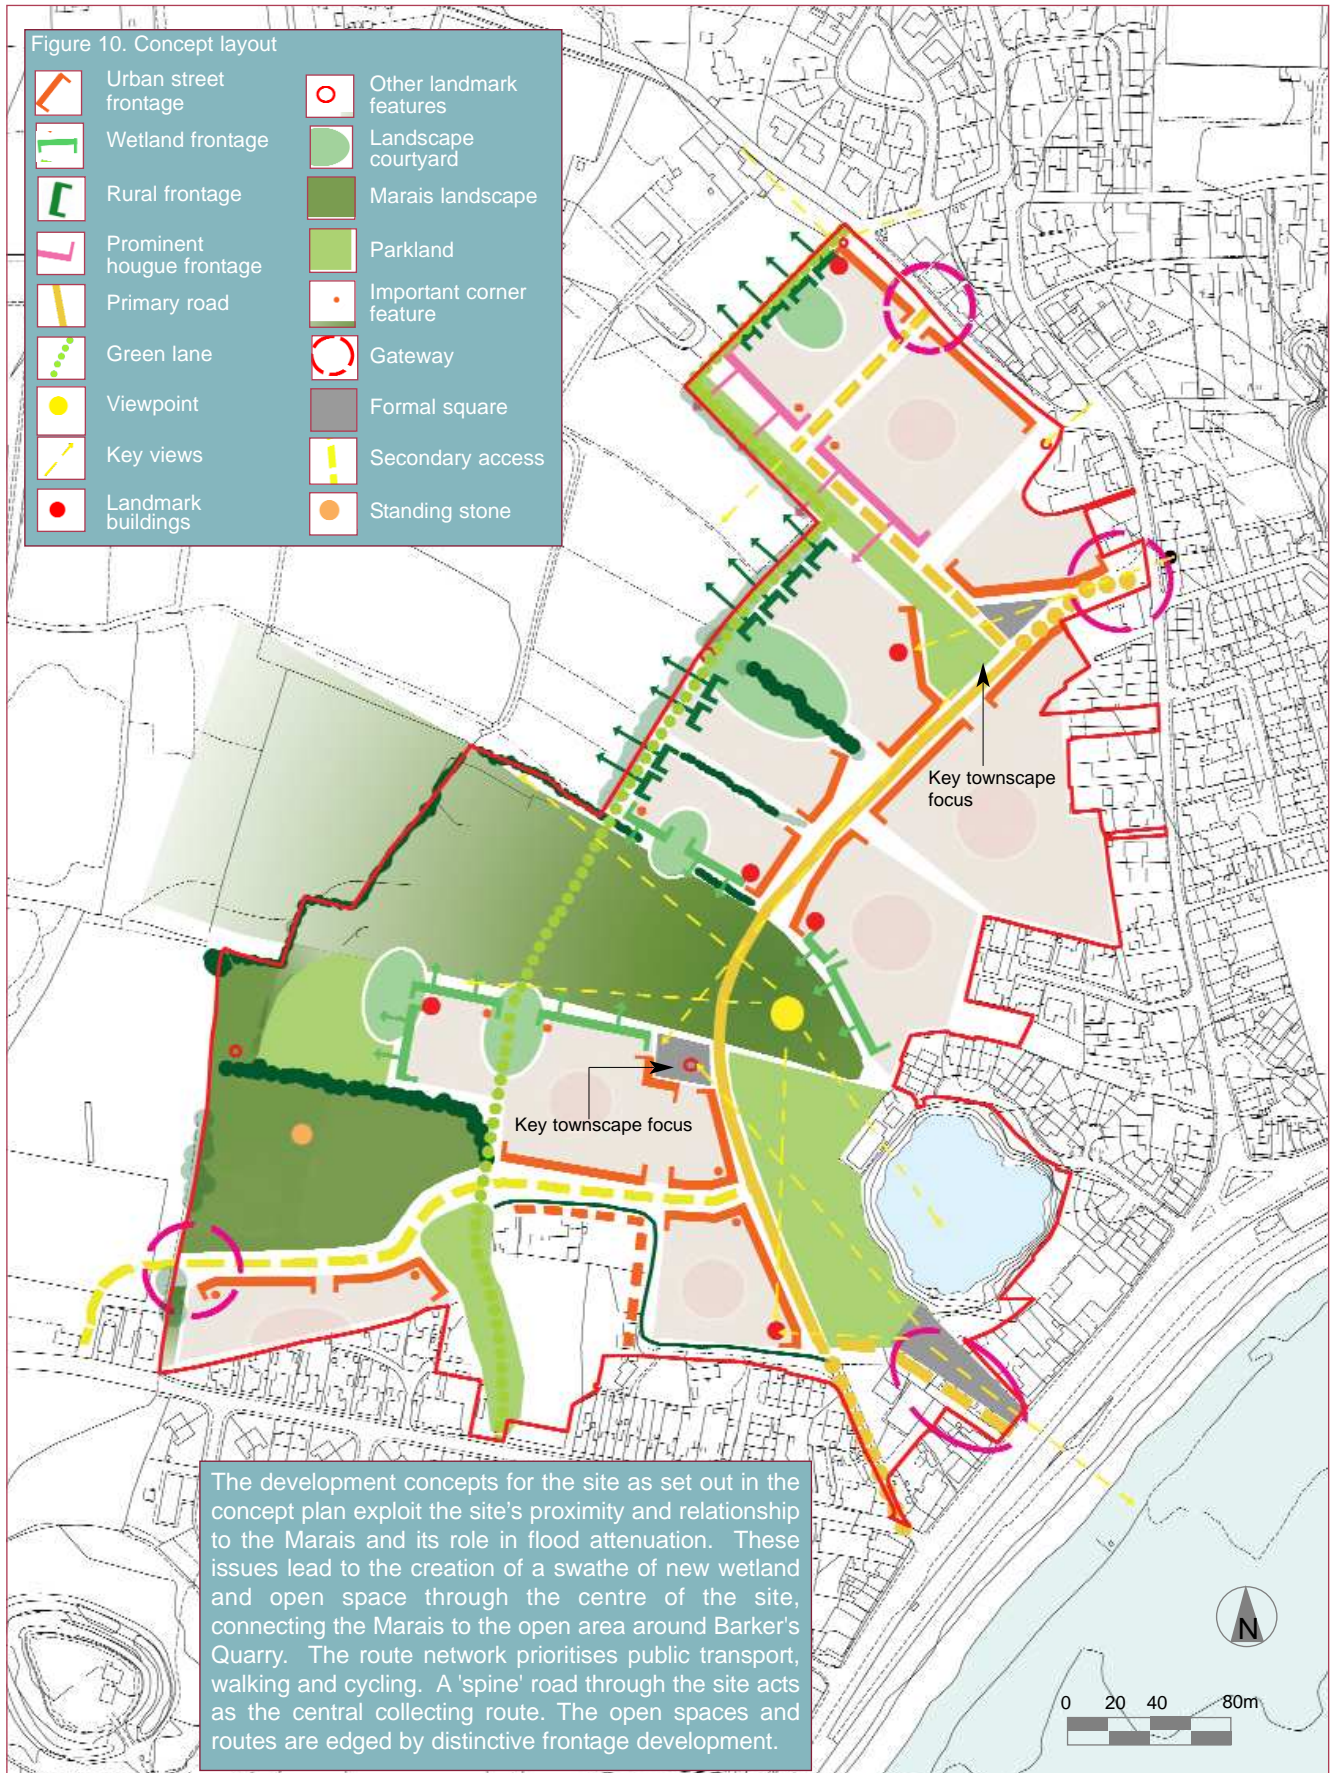 Figure 10. Concept layout
Urban street
frontage
Wetland frontage
Rural frontage
Prominent
hougue frontage
Primary road
Green lane
Viewpoint
Key views
Landmark
buildings
Other landmark
features
Landscape
courtyard
Marais landscape
Parkland
Important corner
feature
Gateway
Formal square
Secondary access
Standing stone
Key townscape
focus
Key townscape focus
The development concepts for the site as set out in the
concept plan exploit the site's proximity and relationship
to the Marais and its role in flood attenuation. These
issues lead to the creation of a swathe of new wetland
and open space through the centre of the site,
connecting the Marais to the open area around Barker's
Quarry. The route network prioritises public transport,
walking and cycling. A 'spine' road through the site acts
as the central collecting route. The open spaces and
routes are edged by distinctive frontage development.
N
0 20 40 80m